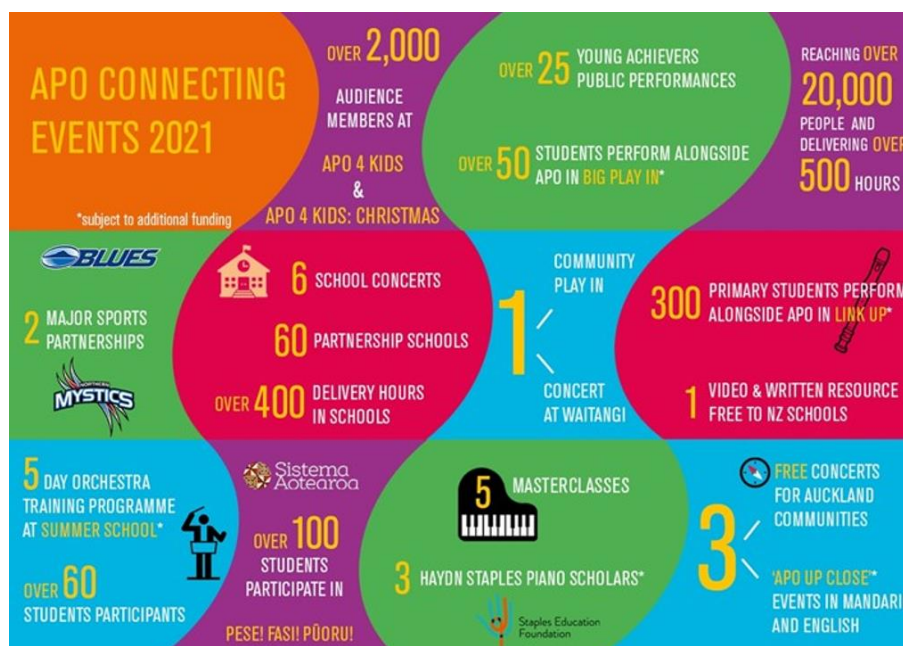 APO CONNECTING
EVENTS 2021
*subject to additional funding
OVER 2,000
AUDIENCE
MEMBERS AT
APO 4 KIDS
&
APO 4 KIDS: CHRISTMAS
OVER 25 YOUNG ACHIEVERS
PUBLIC PERFORMANCES
OVER 50 STUDENTS PERFORM ALONGSIDE
APO IN BIG PLAY IN*
REACHING OVER
20,000
PEOPLE AND
DELIVERING OVER
500 HOURS
BLUES
2 MAJOR SPORTS
PARTNERSHIPS
NORTHERN
MYSTICS
6 SCHOOL CONCERTS
60 PARTNERSHIP SCHOOLS
OVER 400 DELIVERY HOURS
IN SCHOOLS
1
COMMUNITY
PLAY IN
CONCERT
AT WAITANGI
300 PRIMARY STUDENTS PERFORM
ALONGSIDE APO IN LINK UP*
1 VIDEO & WRITTEN RESOURCE
FREE TO NZ SCHOOLS
5 DAY ORCHESTRA
TRAINING PROGRAMME
AT SUMMER SCHOOL*
OVER 60
STUDENTS PARTICIPANTS
Sistema
Aotearoa
OVER 100
STUDENTS
PARTICIPATE IN
PESE! FASI! PŪORU!
5 MASTERCLASSES
3 HAYDN STAPLES PIANO SCHOLARS*
Staples Education
Foundation
3
FREE CONCERTS
FOR AUCKLAND
COMMUNITIES
'APO UP CLOSE'*
EVENTS IN MANDARI
AND ENGLISH